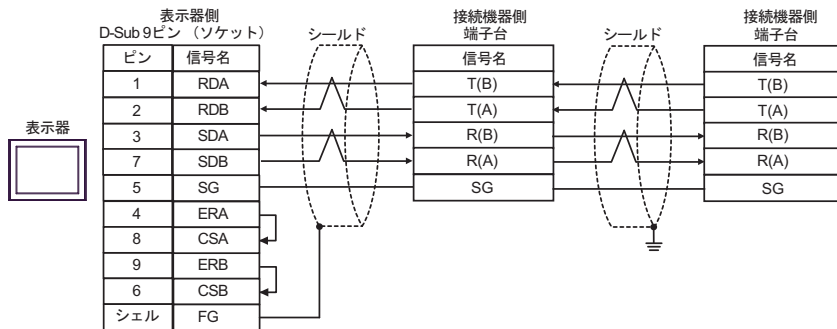 表示器側
D-Sub 9ピン （ソケット）
シールド
接続機器側
端子台
シールド
接続機器側
端子台
ピン 信号名
信号名
信号名
1 RDA
T(B)
T(B)
2 RDB
T(A)
T(A)
表示器
3 SDA
R(B)
R(B)
7 SDB
R(A)
R(A)
5 SG
SG
SG
4 ERA
8 CSA
9 ERB
6 CSB
シェル FG